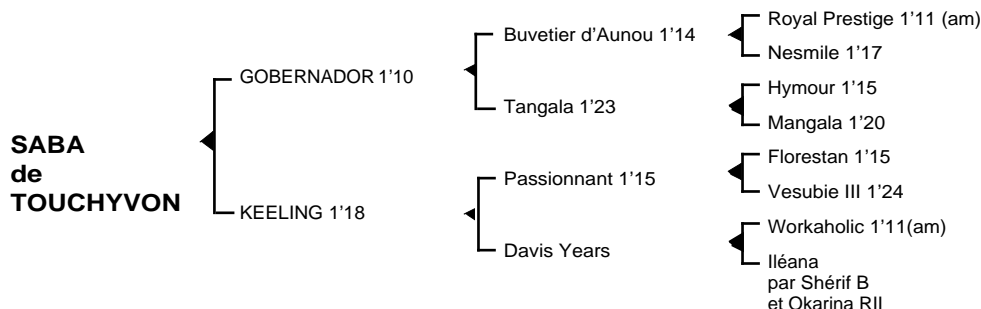 SABA
de
TOUCHYVON
GOBERNADOR 1’10
KEELING 1’18
Buvetier d’Aunou 1’14
Tangala 1’23
Passionnant 1’15
Davis Years
Royal Prestige 1’11 (am)
Nesmile 1’17
Hymour 1’15
Mangala 1’20
Florestan 1’15
Vesubie III 1’24
Workaholic 1’11(am)
Iléana
par Shérif B
et Okarina RII